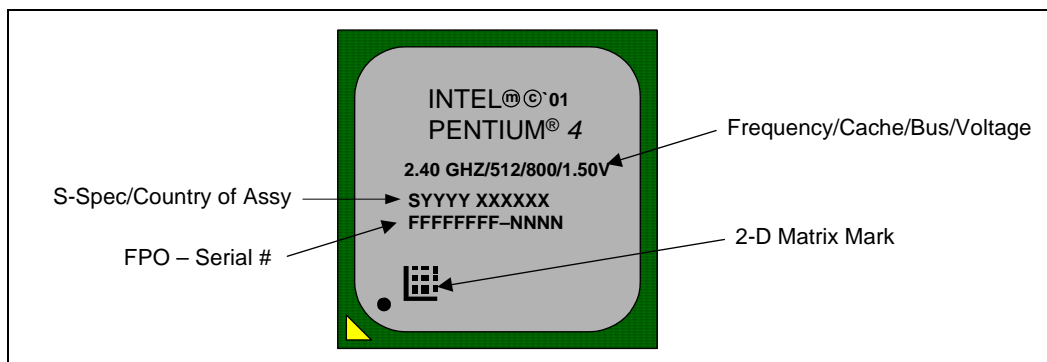 INTELⓜ©`01
PENTIUM® 4
Frequency/Cache/Bus/Voltage
2.40 GHZ/512/800/1.50V
S-Spec/Country of Assy
SYYYY XXXXXX
FFFFFFFF–NNNN
FPO – Serial #
2-D Matrix Mark